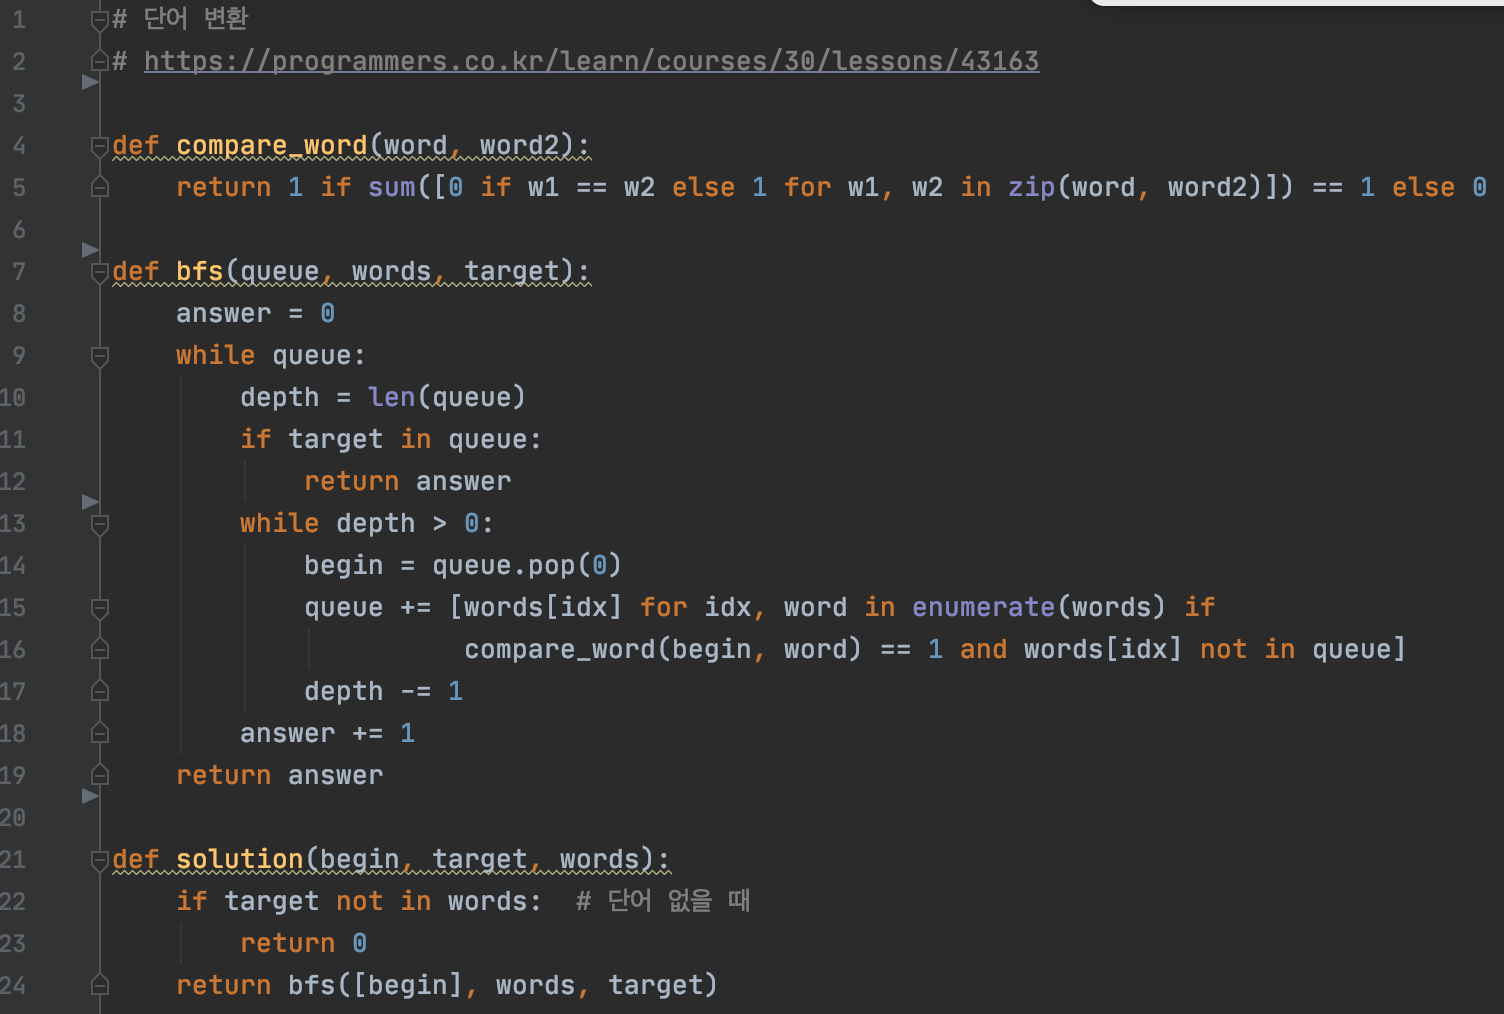 1 # 단어 변환
2 # https://programmers.co.kr/learn/courses/30/lessons/43163
3
4 def compare_word(word, word2):
5     return 1 if sum([0 if w1 == w2 else 1 for w1, w2 in zip(word, word2)]) == 1 else 0
6
7 def bfs(queue, words, target):
8     answer = 0
9     while queue:
10         depth = len(queue)
11         if target in queue:
12             return answer
13         while depth > 0:
14             begin = queue.pop(0)
15             queue += [words[idx] for idx, word in enumerate(words) if
16                       compare_word(begin, word) == 1 and words[idx] not in queue]
17             depth -= 1
18         answer += 1
19     return answer
20
21 def solution(begin, target, words):
22     if target not in words:  # 단어 없을 때
23         return 0
24     return bfs([begin], words, target)